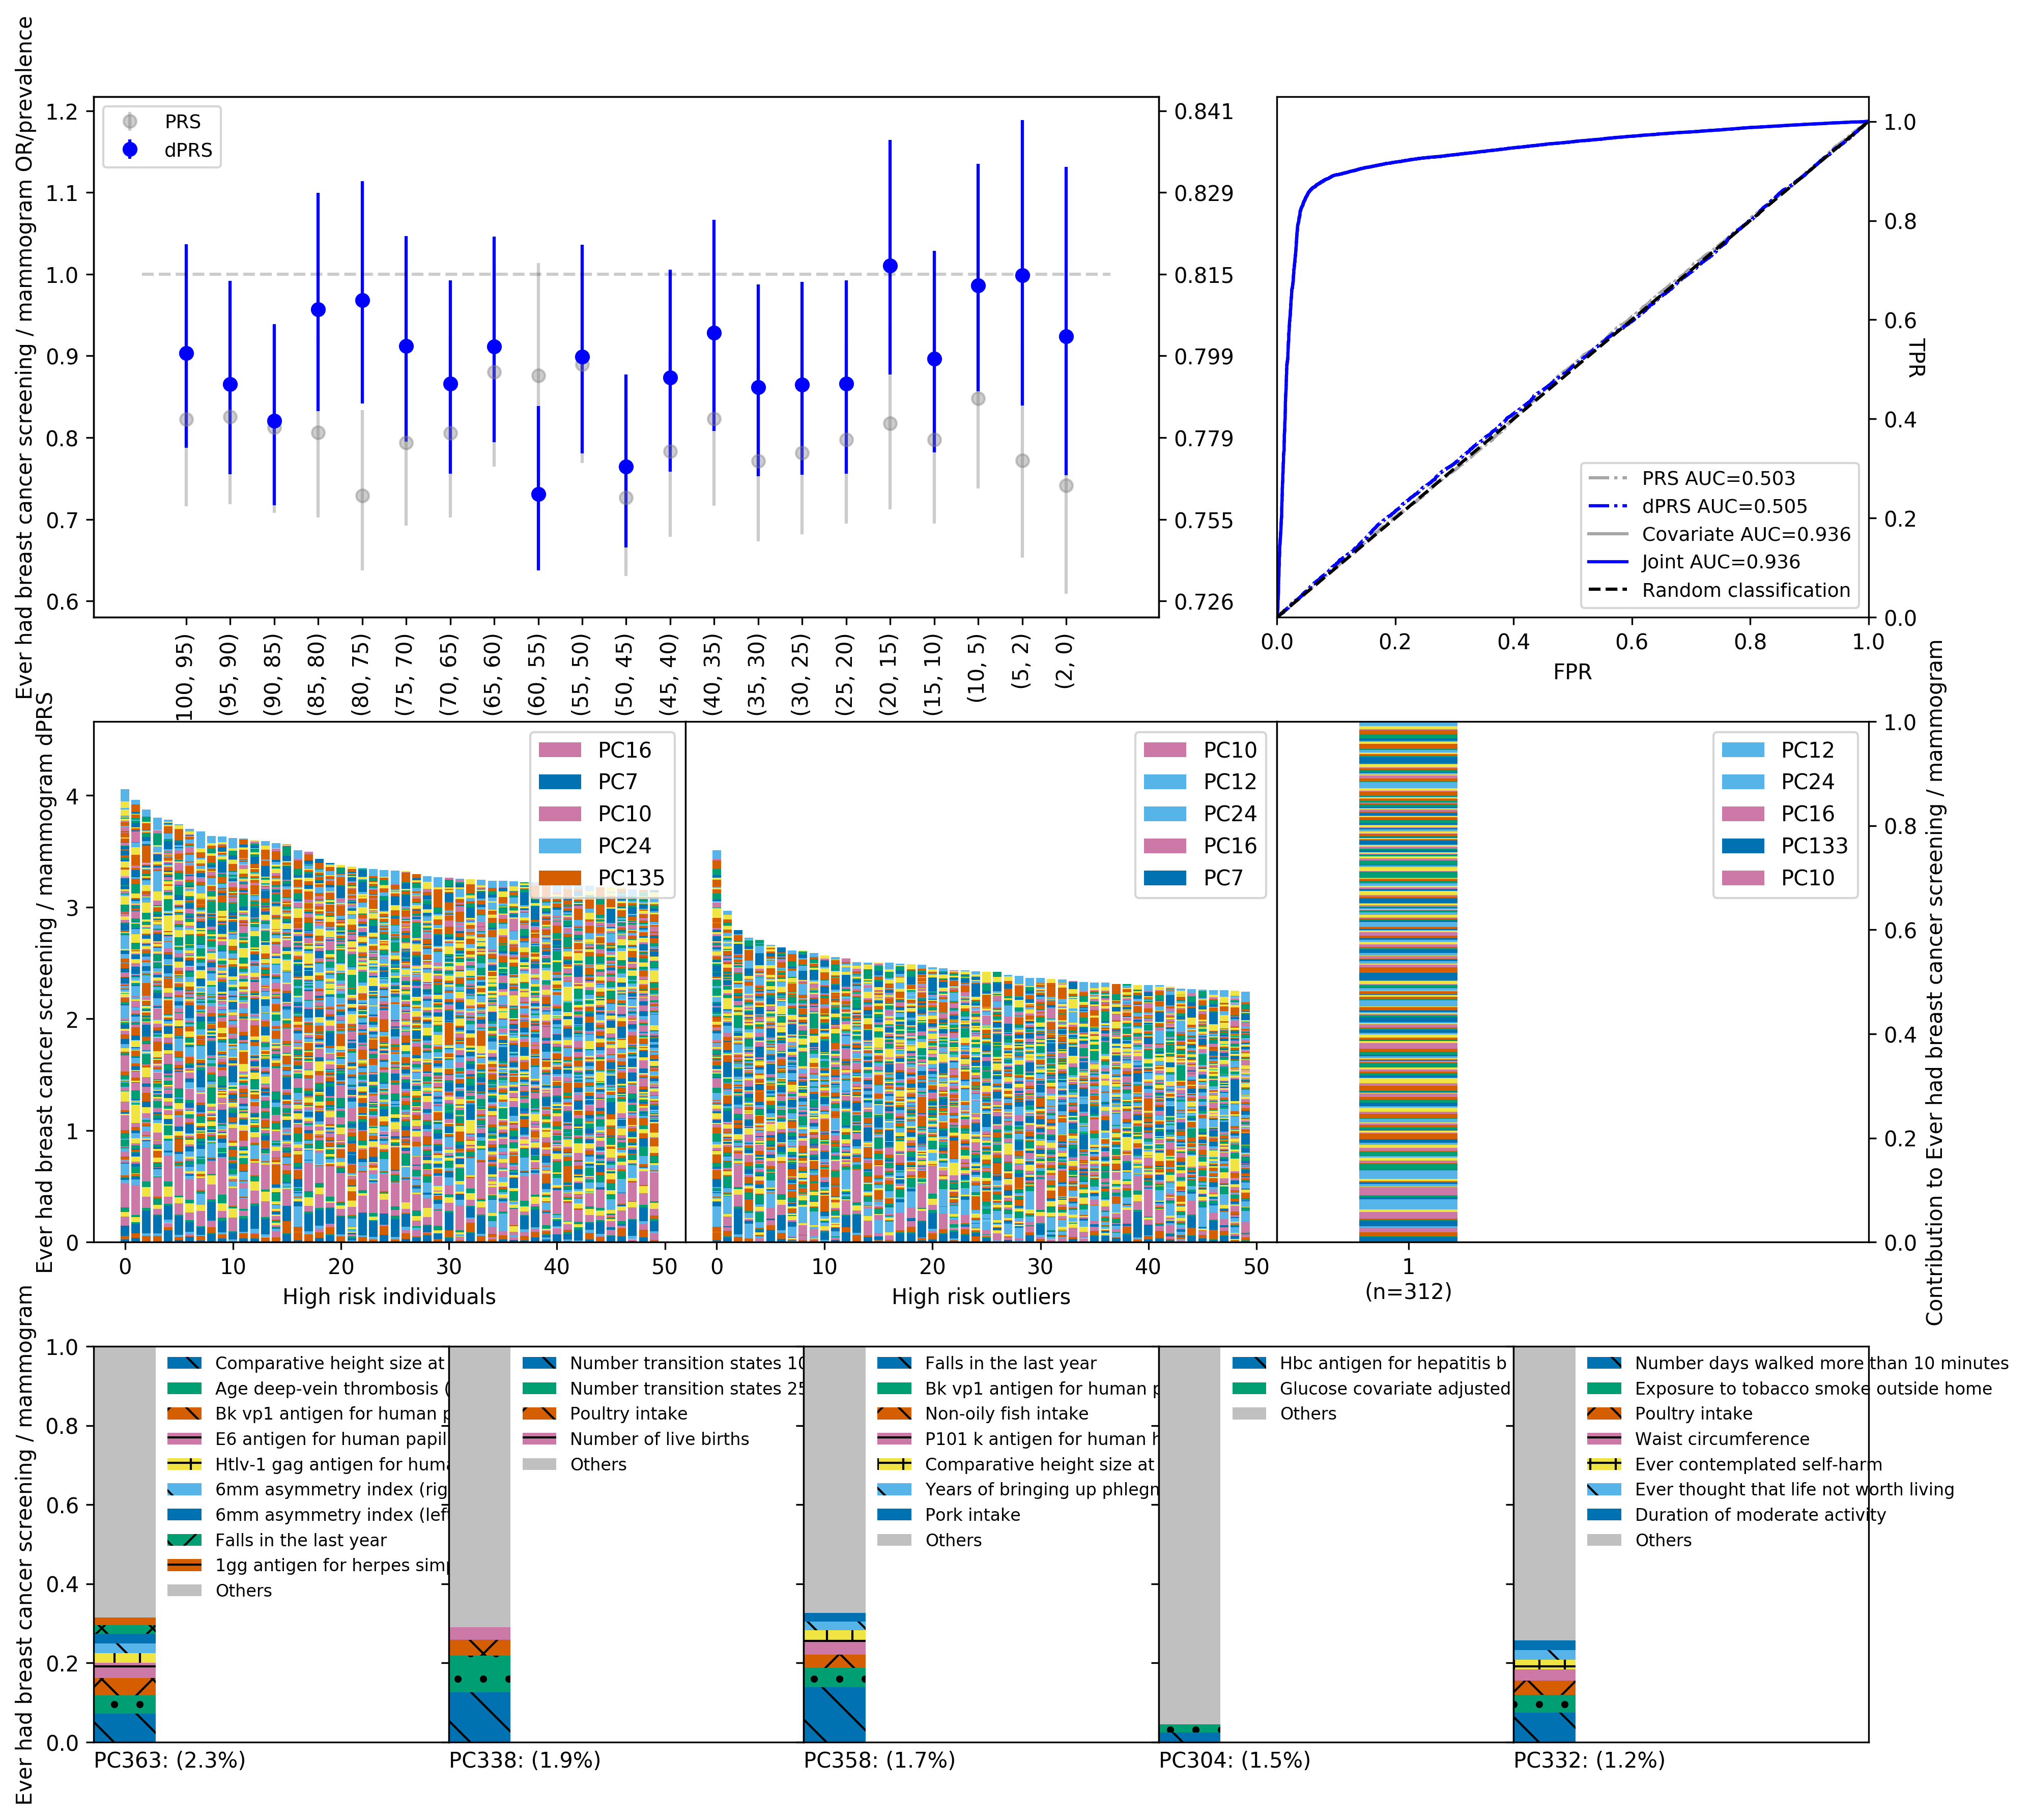 Ever had breast cancer screening / mammogram OR/prevalence
1.2
1.1
1.0
0.9
0.8
0.7
0.6
PRS
dPRS
0.841
0.829
0.815
0.799
0.779
0.755
0.726
100, 95)
(95, 90)
(90, 85)
(85, 80)
(80, 75)
(75, 70)
(70, 65)
(65, 60)
(60, 55)
(55, 50)
(50, 45)
(45, 40)
(40, 35)
(35, 30)
(30, 25)
(25, 20)
(20, 15)
(15, 10)
(10, 5)
(5, 2)
(2, 0)
PRS AUC=0.503
dPRS AUC=0.505
Covariate AUC=0.936
Joint AUC=0.936
Random classification
1.0
0.8
0.6
0.4
0.2
0.0
TPR
0.0
0.2
0.4
0.6
0.8
1.0
FPR
Ever had breast cancer screening / mammogram dPRS
4
3
2
1
0
PC16
PC7
PC10
PC24
PC135
0
10
20
30
40
50
High risk individuals
PC10
PC12
PC24
PC16
PC7
0
10
20
30
40
50
High risk outliers
PC12
PC24
PC16
PC133
PC10
1
(n=312)
1.0
0.8
0.6
0.4
0.2
0.0
Contribution to Ever had breast cancer screening / mammogram
Ever had breast cancer screening / mammogram
1.0
0.8
0.6
0.4
0.2
0.0
Comparative height size at
Age deep-vein thrombosis (
Bk vp1 antigen for human p
E6 antigen for human papil
Htlv-1 gag antigen for huma
6mm asymmetry index (rig
6mm asymmetry index (left
Falls in the last year
1gg antigen for herpes simp
Others
PC363: (2.3%)
Number transition states 10
Number transition states 25
Poultry intake
Number of live births
Others
PC338: (1.9%)
Falls in the last year
Bk vp1 antigen for human p
Non-oily fish intake
P101 k antigen for human h
Comparative height size at
Years of bringing up phlegm
Pork intake
Others
PC358: (1.7%)
Hbc antigen for hepatitis b
Glucose covariate adjusted
Others
PC304: (1.5%)
Number days walked more than 10 minutes
Exposure to tobacco smoke outside home
Poultry intake
Waist circumference
Ever contemplated self-harm
Ever thought that life not worth living
Duration of moderate activity
Others
PC332: (1.2%)